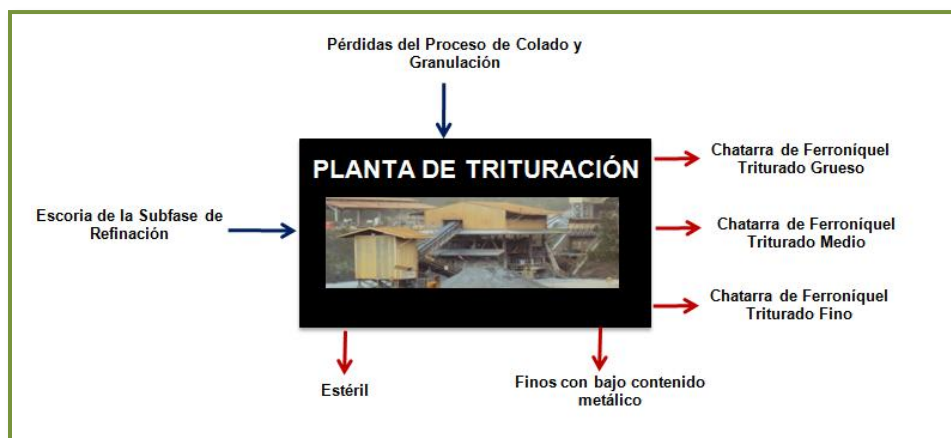 Pérdidas del Proceso de Colado y
Granulación
PLANTA DE TRITURACIÓN
Escoria de la Subfase de
Refinación
Chatarra de Ferroníquel
Triturado Grueso
Chatarra de Ferroníquel
Triturado Medio
Chatarra de Ferroníquel
Triturado Fino
Estéril
Finos con bajo contenido
metálico